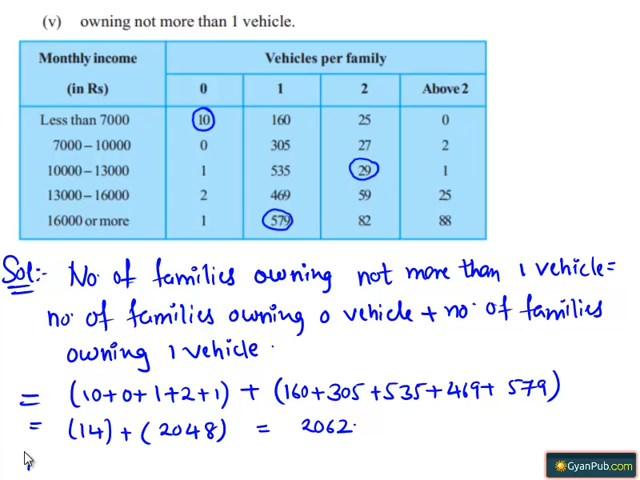 (v) owning not more than 1 vehicle.
Monthly income Vehicles per family
(in Rs) 0 1 2 Above 2
Less than 7000 10 160 25 0
7000 – 10000 0 305 27 2
10000 – 13000 1 535 29 1
13000 – 16000 2 469 59 25
16000 or more 1 579 82 88
Sol:- No of families owning not more than 1 vehicle =
no. of families owning 0 vehicle + no. of families
owning 1 vehicle.
= (10+0+1+2+1) + (160+305+535+469+579)
= (14) + (2048) = 2062.
GyanPub.com